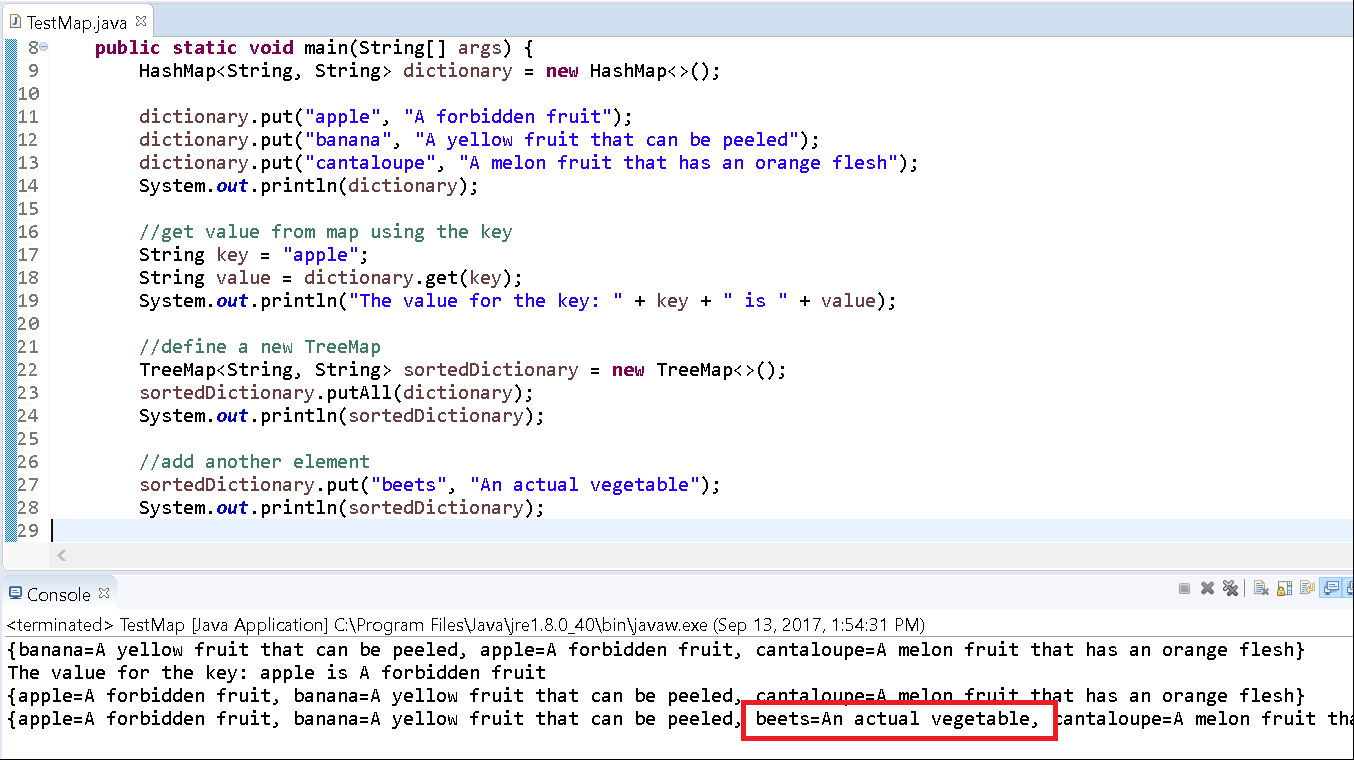 TestMap.java
8 public static void main(String[] args) {
9 HashMap<String, String> dictionary = new HashMap<>();
10
11 dictionary.put("apple", "A forbidden fruit");
12 dictionary.put("banana", "A yellow fruit that can be peeled");
13 dictionary.put("cantaloupe", "A melon fruit that has an orange flesh");
14 System.out.println(dictionary);
15
16 //get value from map using the key
17 String key = "apple";
18 String value = dictionary.get(key);
19 System.out.println("The value for the key: " + key + " is " + value);
20
21 //define a new TreeMap
22 TreeMap<String, String> sortedDictionary = new TreeMap<>();
23 sortedDictionary.putAll(dictionary);
24 System.out.println(sortedDictionary);
25
26 //add another element
27 sortedDictionary.put("beets", "An actual vegetable");
28 System.out.println(sortedDictionary);
29
Console
<terminated> TestMap [Java Application] C:\Program Files\Java\jre1.8.0_40\bin\javaw.exe (Sep 13, 2017, 1:54:31 PM)
{banana=A yellow fruit that can be peeled, apple=A forbidden fruit, cantaloupe=A melon fruit that has an orange flesh}
The value for the key: apple is A forbidden fruit
{apple=A forbidden fruit, banana=A yellow fruit that can be peeled, cantaloupe=A melon fruit that has an orange flesh}
{apple=A forbidden fruit, banana=A yellow fruit that can be peeled, beets=An actual vegetable, cantaloupe=A melon fruit tha